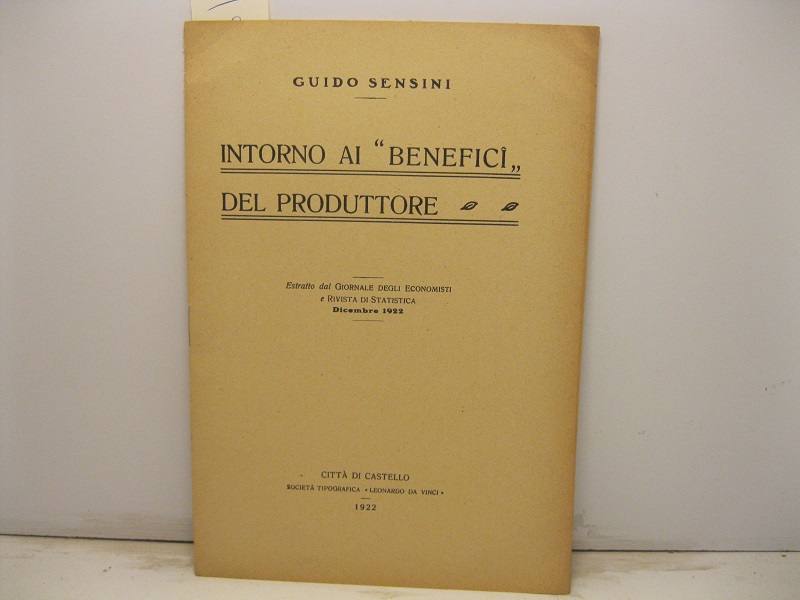 GUIDO SENSINI
INTORNO AI “BENEFICÎ„
DEL PRODUTTORE
Estratto dal GIORNALE DEGLI ECONOMISTI
e RIVISTA DI STATISTICA
Dicembre 1922
CITTÀ DI CASTELLO
SOCIETÀ TIPOGRAFICA «LEONARDO DA VINCI»
1922